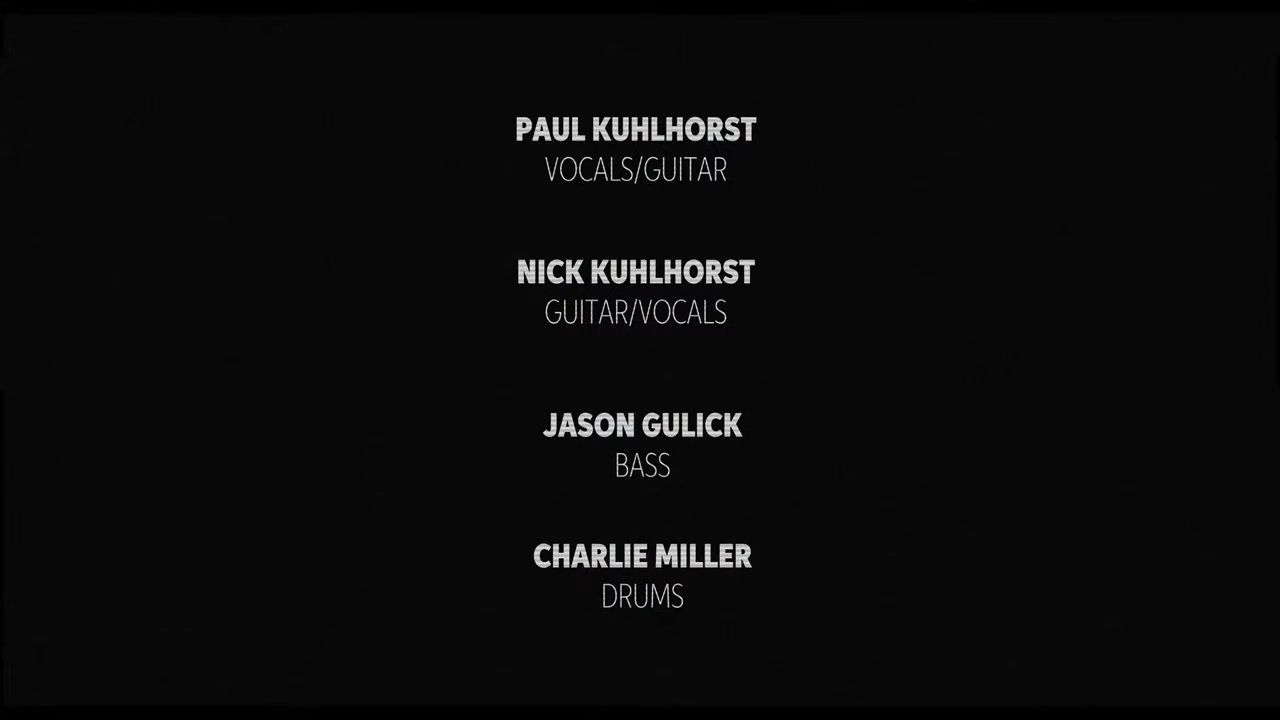 PAUL KUHLHORST
VOCALS/GUITAR
NICK KUHLHORST
GUITAR/VOCALS
JASON GULICK
BASS
CHARLIE MILLER
DRUMS